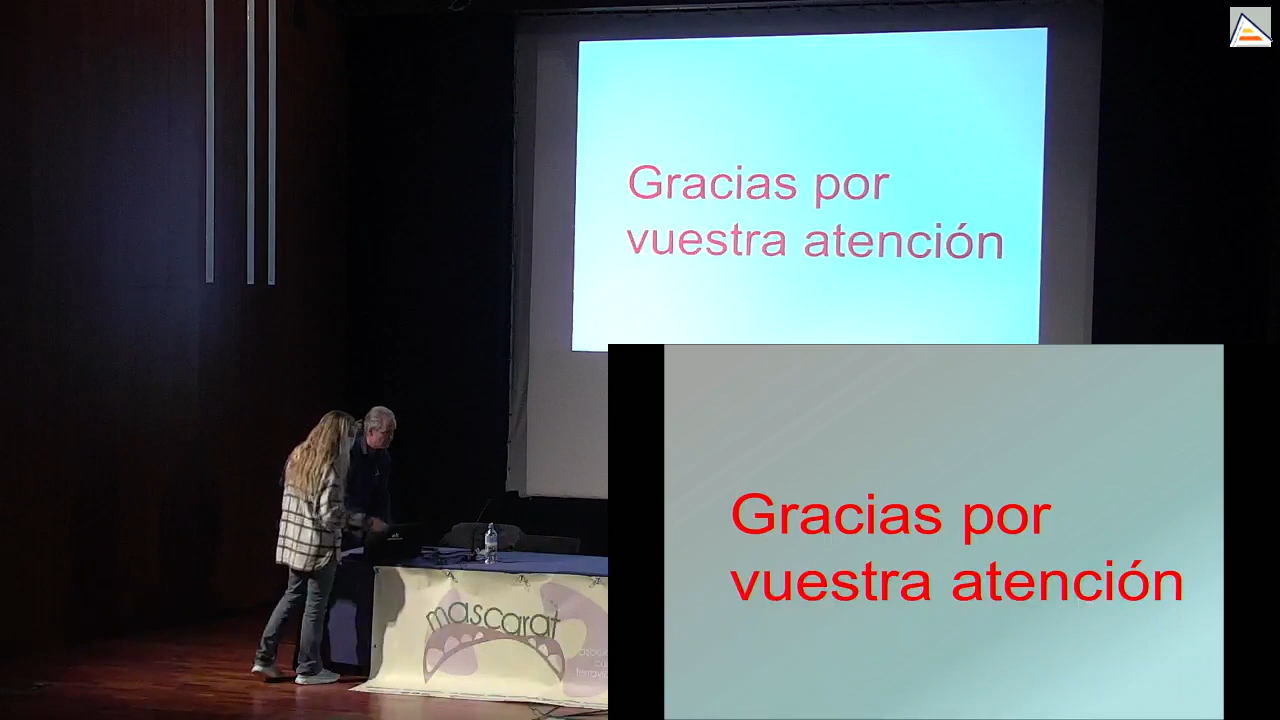 Gracias por
vuestra atención
mascarat
Gracias por
vuestra atención